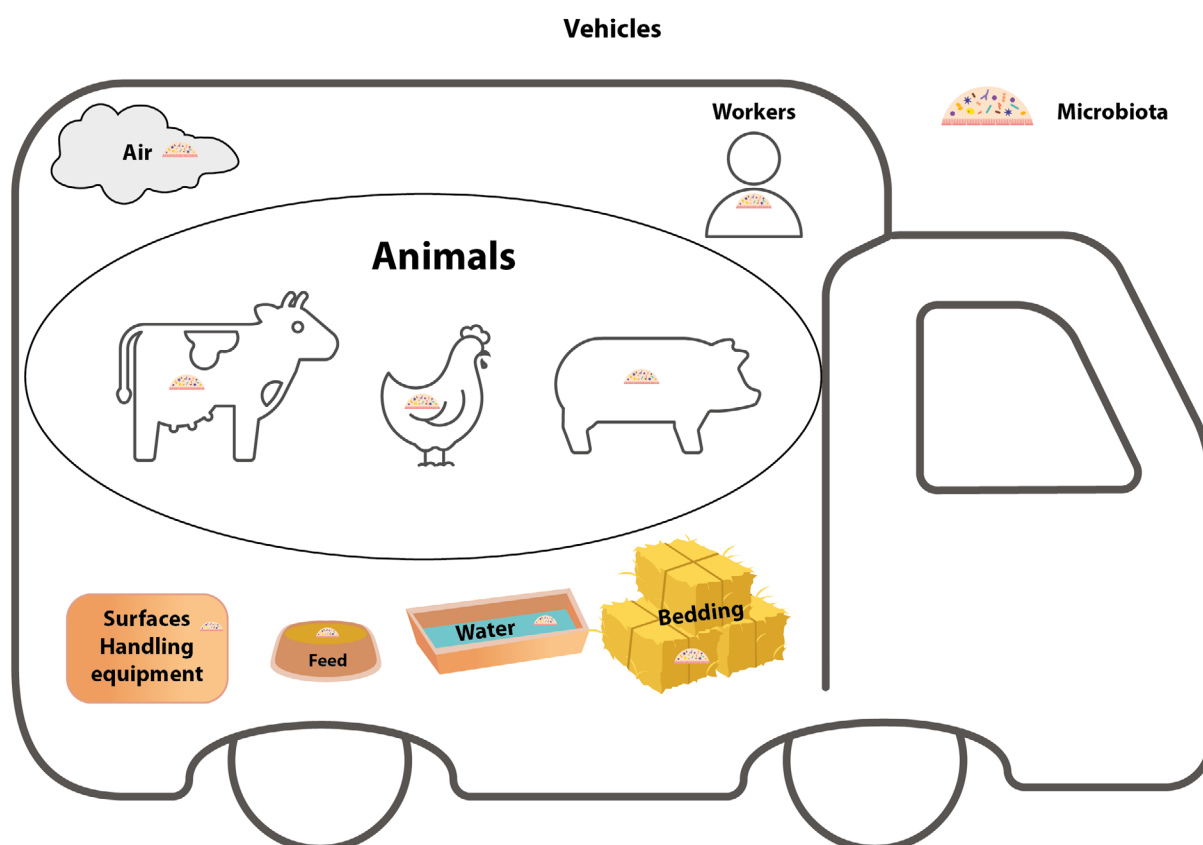 Vehicles
Workers
Microbiota
Air
Animals
Surfaces
Handling
equipment
Feed
Water
Bedding